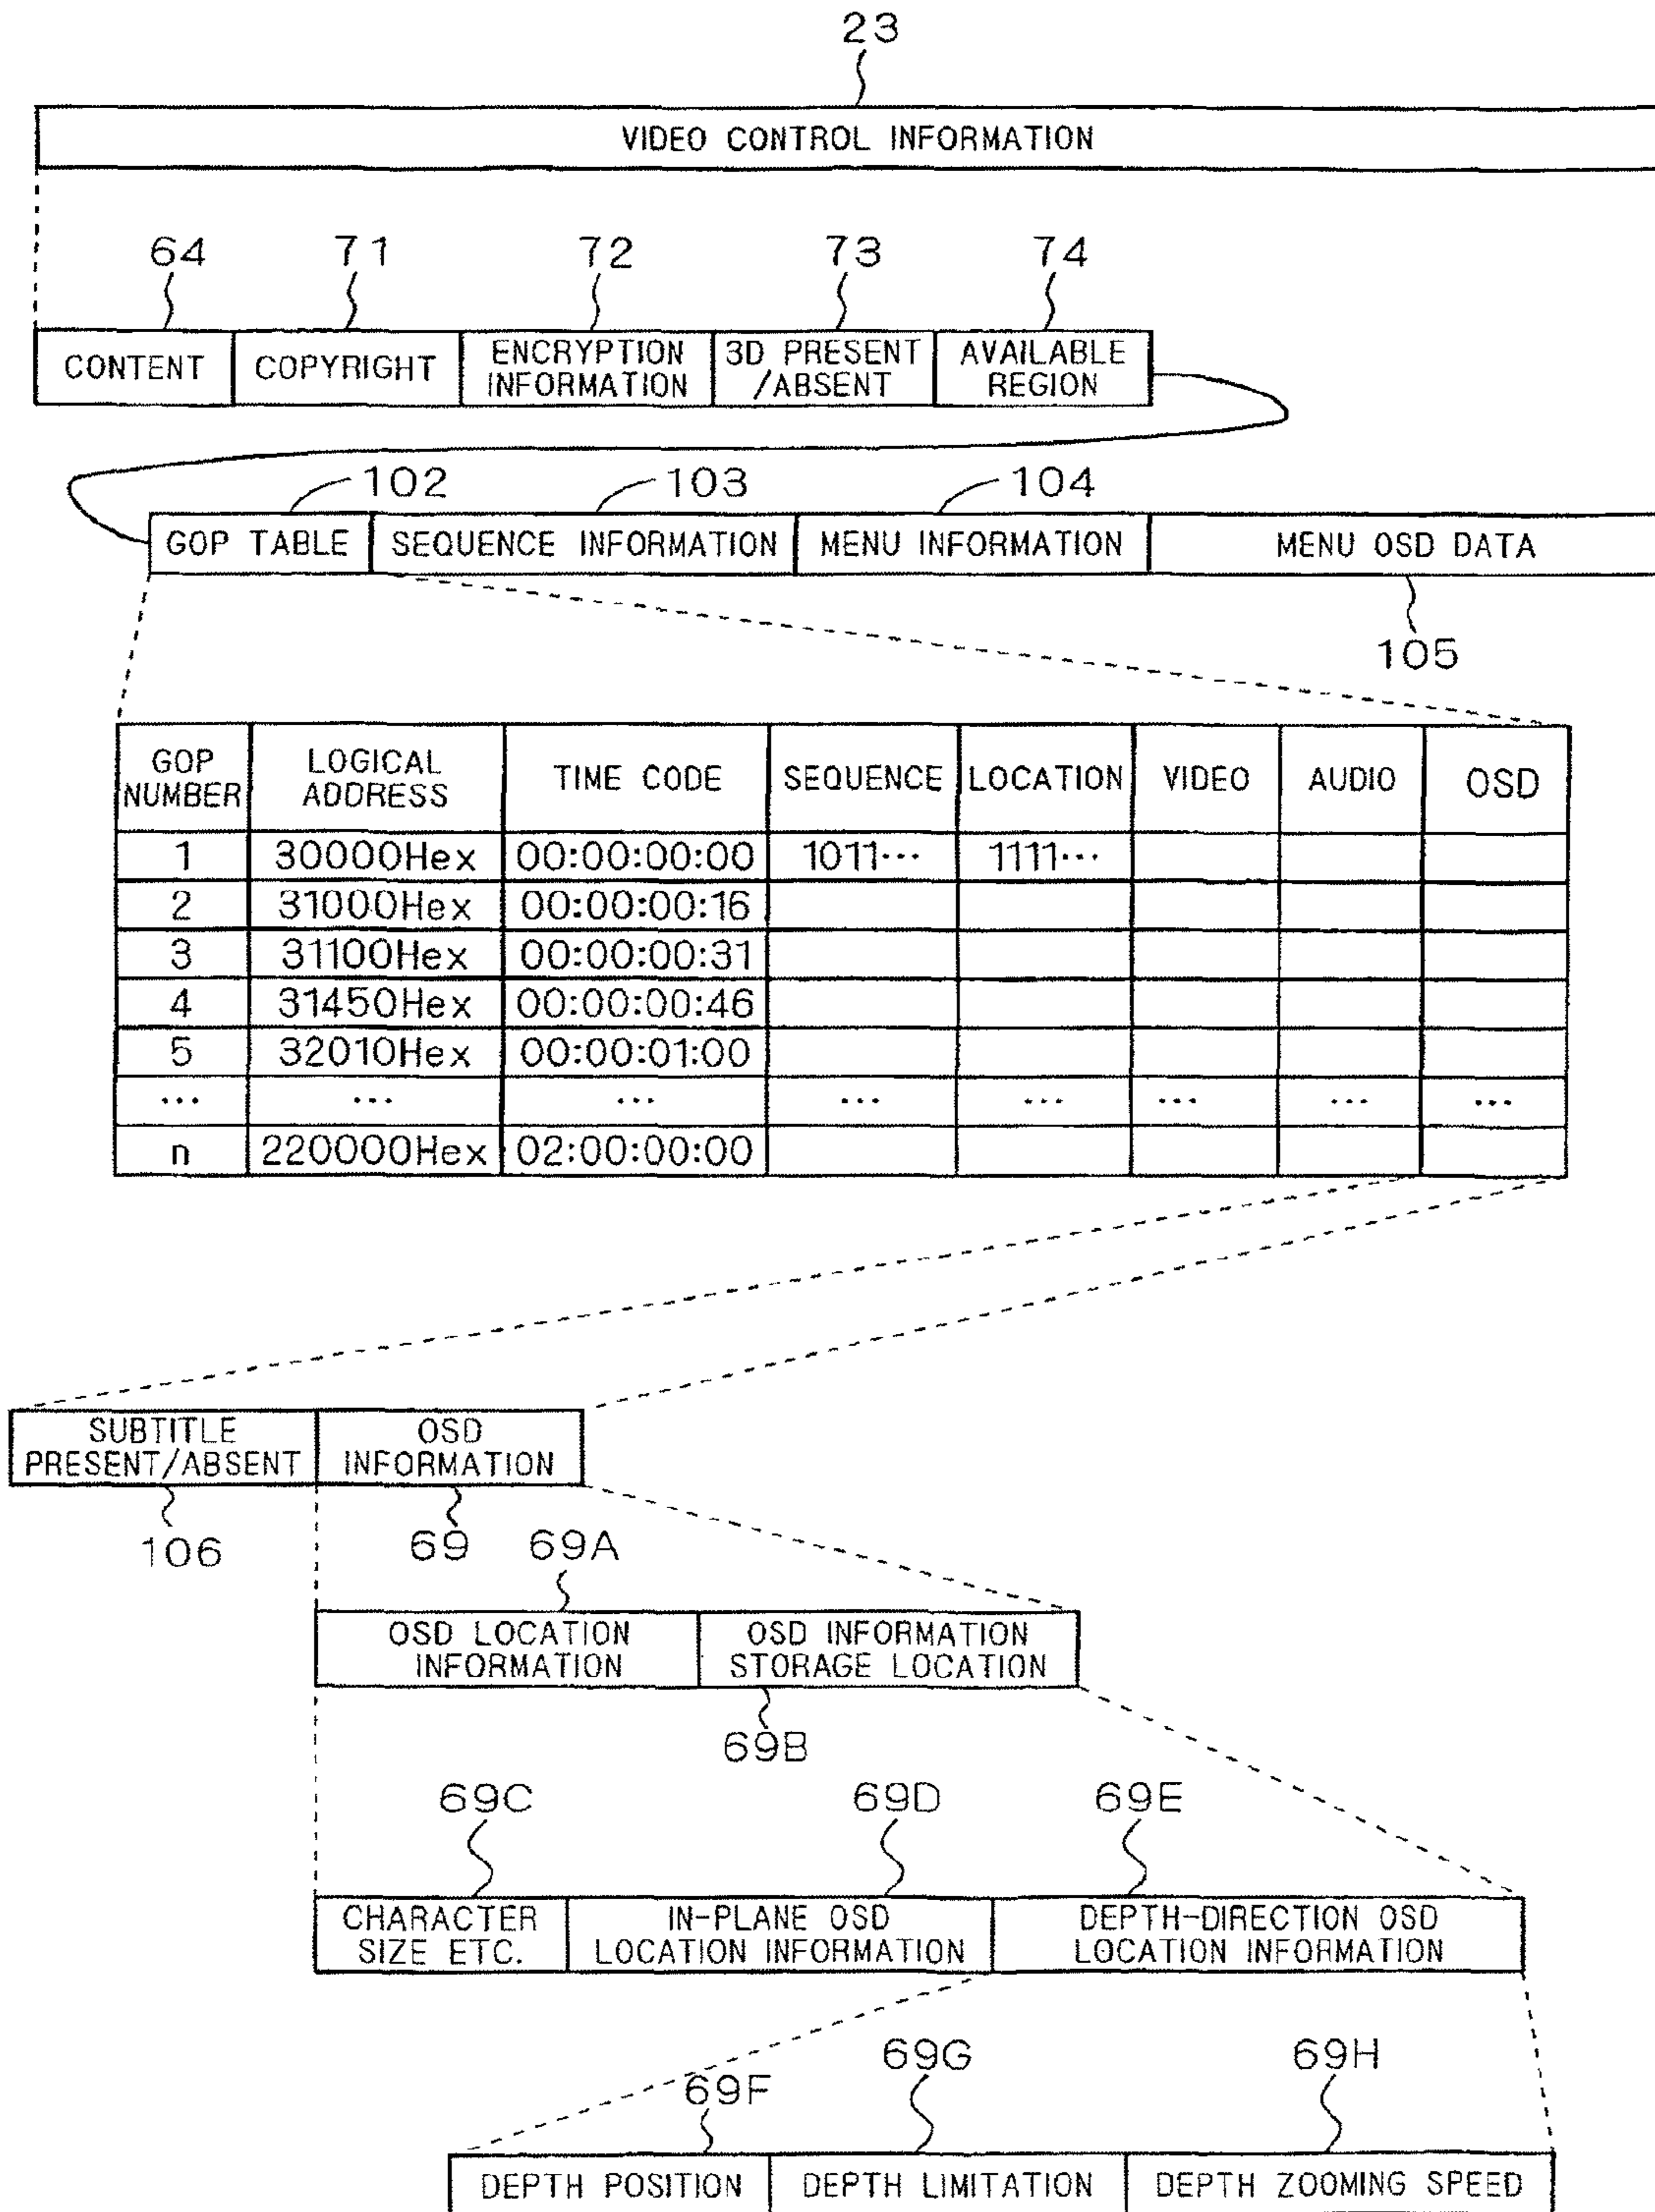 23
VIDEO CONTROL INFORMATION
64 71 72 73 74
CONTENT COPYRIGHT ENCRYPTION INFORMATION 3D PRESENT /ABSENT AVAILABLE REGION
102 103 104
GOP TABLE SEQUENCE INFORMATION MENU INFORMATION MENU OSD DATA
105
GOP NUMBER LOGICAL ADDRESS TIME CODE SEQUENCE LOCATION VIDEO AUDIO OSD
1 30000Hex 00:00:00:00 1011··· 1111···
2 31000Hex 00:00:00:16
3 31100Hex 00:00:00:31
4 31450Hex 00:00:00:46
5 32010Hex 00:00:01:00
··· ··· ··· ··· ··· ··· ··· ···
n 220000Hex 02:00:00:00
SUBTITLE PRESENT/ABSENT OSD INFORMATION
106 69 69A
OSD LOCATION INFORMATION OSD INFORMATION STORAGE LOCATION
69B
69C 69D 69E
CHARACTER SIZE ETC. IN-PLANE OSD LOCATION INFORMATION DEPTH-DIRECTION OSD LOCATION INFORMATION
69F 69G 69H
DEPTH POSITION DEPTH LIMITATION DEPTH ZOOMING SPEED